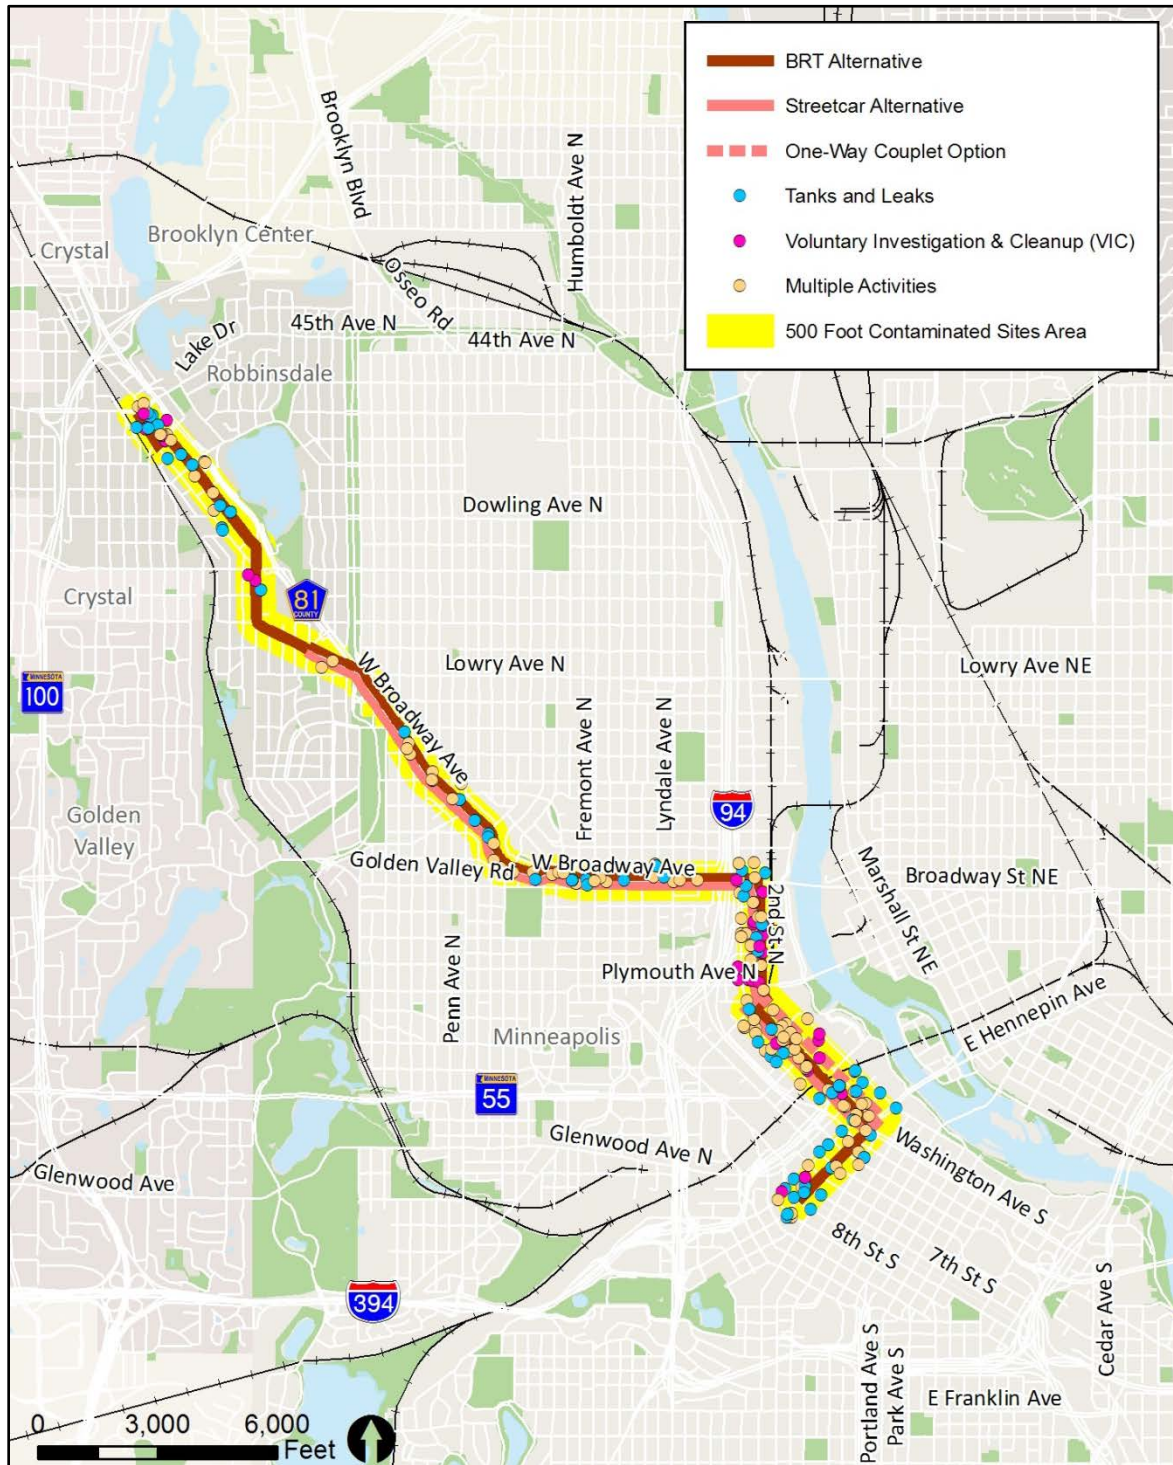 BRT Alternative
Streetcar Alternative
One-Way Couplet Option
Tanks and Leaks
Voluntary Investigation & Cleanup (VIC)
Multiple Activities
500 Foot Contaminated Sites Area
Brooklyn Blvd
Humboldt Ave N
Crystal
Brooklyn Center
Osseo Rd
45th Ave N
44th Ave N
Lake Dr
Robbinsdale
Dowling Ave N
Crystal
81
COUNTY
MINNESOTA
100
Lowry Ave N
Lowry Ave NE
W Broadway Ave
Fremont Ave N
Lyndale Ave N
94
Golden
Valley
Golden Valley Rd
W Broadway Ave
Broadway St NE
Marshall St NE
2nd St N
Penn Ave N
Plymouth Ave N
E Hennepin Ave
Minneapolis
MINNESOTA
55
Glenwood Ave N
Glenwood Ave
Washington Ave S
8th St S
7th St S
394
Cedar Ave S
Portland Ave S
Park Ave S
E Franklin Ave
0 3,000 6,000
Feet